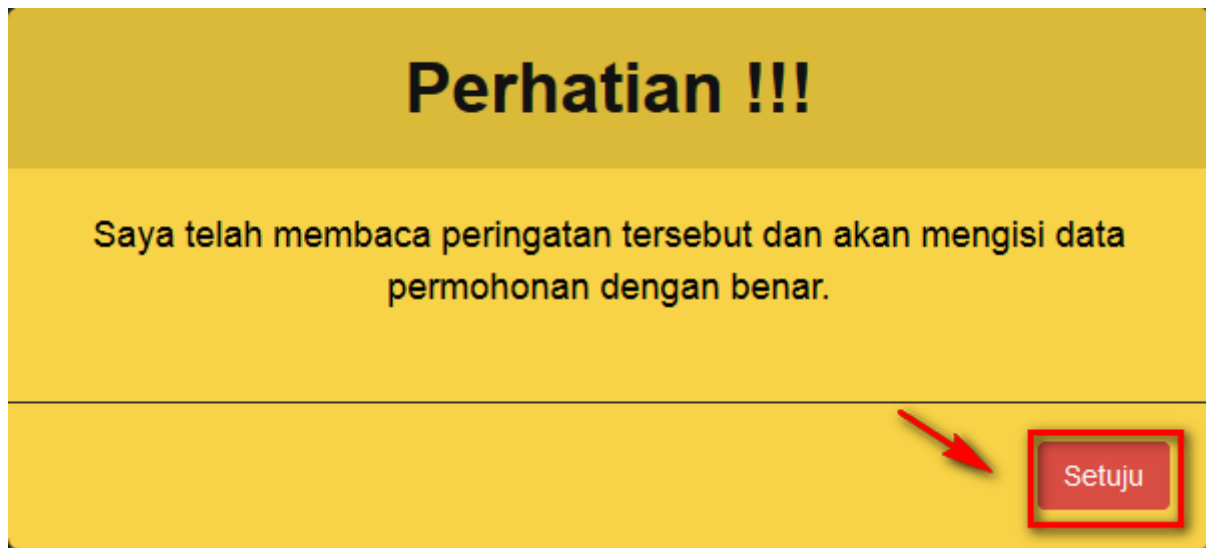 Perhatian !!!
Saya telah membaca peringatan tersebut dan akan mengisi data
permohonan dengan benar.
Setuju